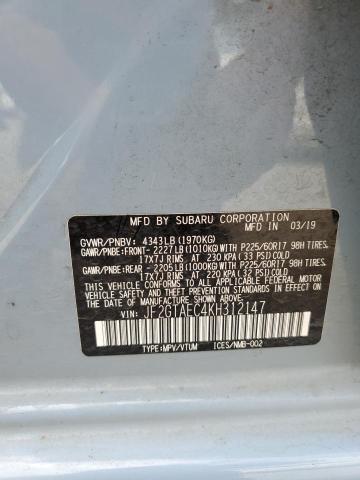 MFD. BY SUBARU CORPORATION
MFD. IN JAPAN 03/19
GVWR/PNBV: 4343LB(1970KG)
GAWR/PNBE:FRONT-2227LB(1010KG)WITH P225/60R17 98H TIRES.
17X7J RIMS, AT 230 KPA(33 PSI)COLD
GAWR/PNBE:REAR -2205LB(1000KG)WITH P225/60R17 98H TIRES.
17X7J RIMS, AT 220 KPA(32 PSI)COLD
THIS VEHICLE CONFORMS TO ALL APPLICABLE FEDERAL MOTOR
VEHICLE SAFETY STANDARDS IN EFFECT ON THE DATE OF
MANUFACTURE SHOWN ABOVE.
VIN: JF2GTAEC4KH312147
TYPE:MPV/VTUM ICES/NMB-002